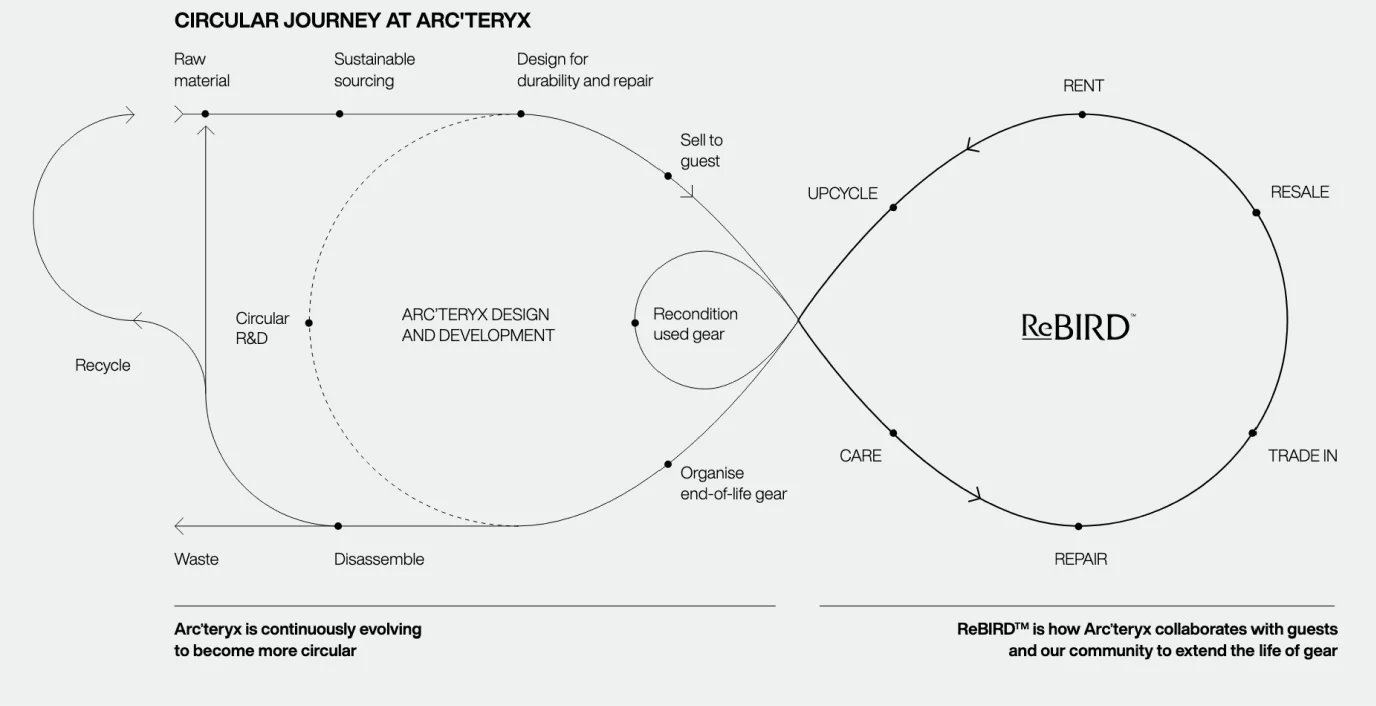 CIRCULAR JOURNEY AT ARC'TERYX
Raw
material
Sustainable
sourcing
Design for
durability and repair
Sell to
guest
RENT
UPCYCLE
RESALE
Circular
R&D
ARC'TERYX DESIGN
AND DEVELOPMENT
Recondition
used gear
ReBIRD™
Recycle
CARE
TRADE IN
Organise
end-of-life gear
Waste
Disassemble
REPAIR
Arc'teryx is continuously evolving
to become more circular
ReBIRD™ is how Arc'teryx collaborates with guests
and our community to extend the life of gear